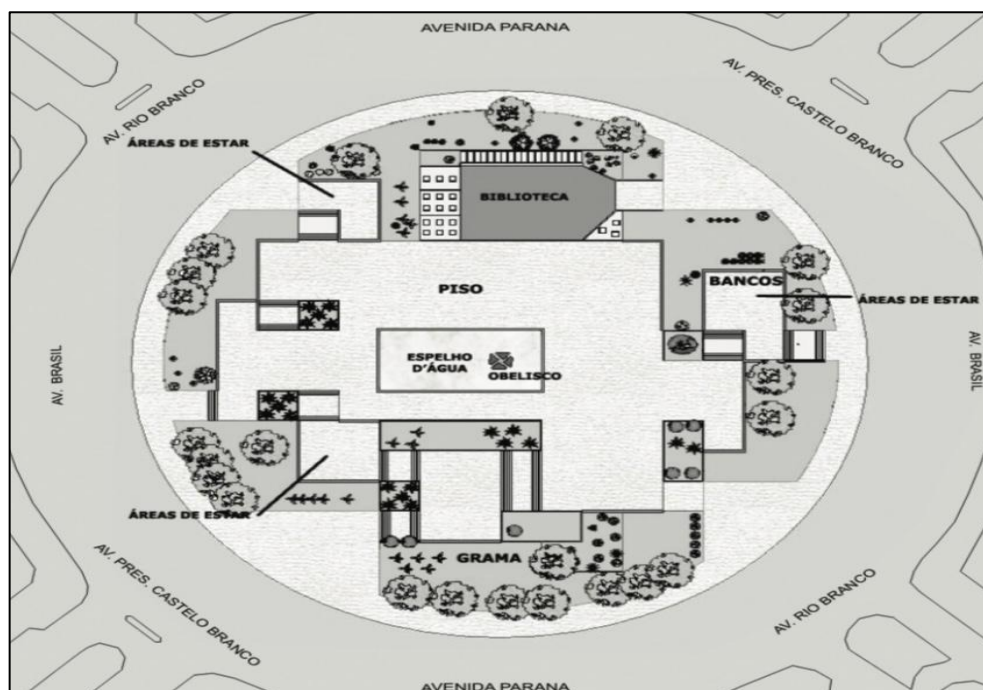 AVENIDA PARANA
AV. RIO BRANCO
AV. PRES. CASTELO BRANCO
ÁREAS DE ESTAR
BIBLIOTECA
PISO
BANCOS
ÁREAS DE ESTAR
ESPELHO
D'ÁGUA
OBELISCO
AV. BRASIL
AV. BRASIL
ÁREAS DE ESTAR
GRAMA
AV. PRES. CASTELO BRANCO
AV. RIO BRANCO
AVENIDA PARANA